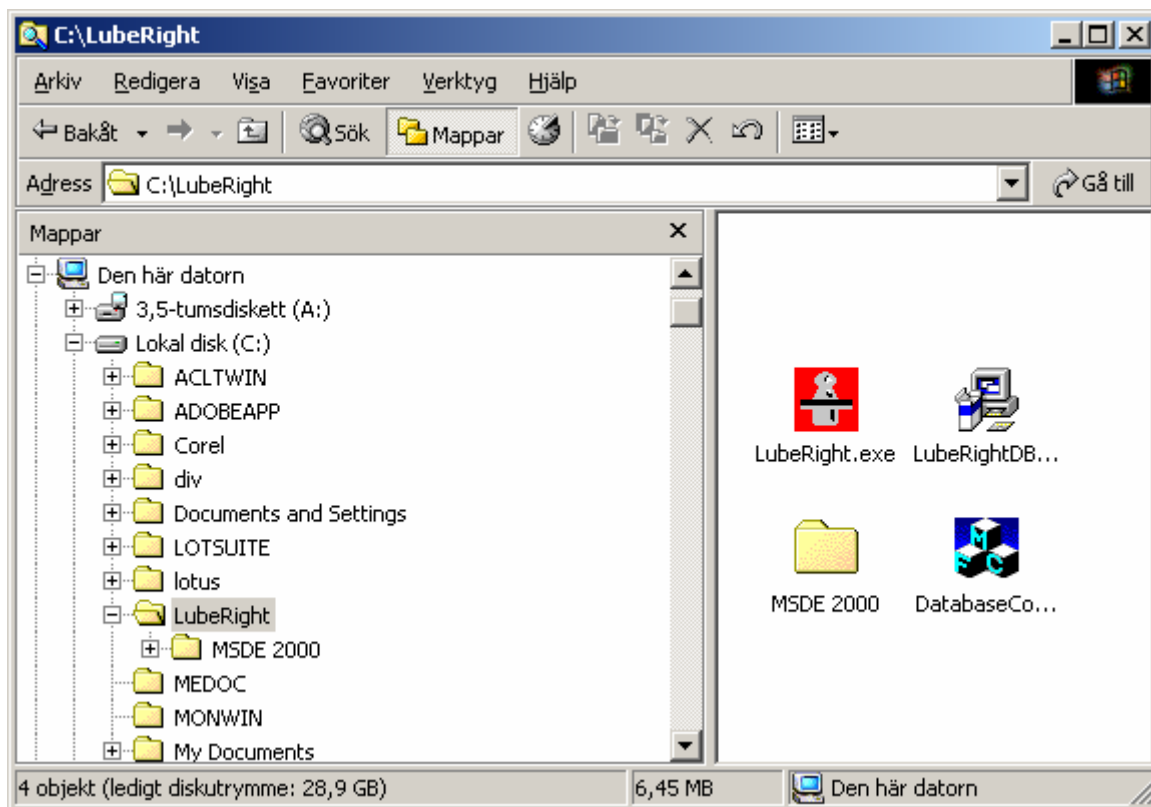 C:\LubeRight
Arkiv Redigera Visa Favoriter Verktyg Hjälp
Bakåt Sök Mappar
Adress C:\LubeRight Gå till
Mappar
Den här datorn
3,5-tumsdiskett (A:)
Lokal disk (C:)
ACLTWIN
ADOBEAPP
Corel
div
Documents and Settings
LOTSUITE
lotus
LubeRight
MSDE 2000
MEDOC
MONWIN
My Documents
LubeRight.exe LubeRightDB...
M F C
MSDE 2000 DatabaseCo...
4 objekt (ledigt diskutrymme: 28,9 GB) 6,45 MB Den här datorn